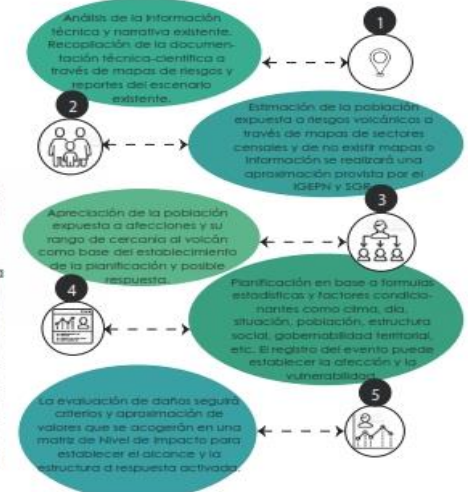 1
Análisis de la Información
técnica y narrativa existente.
Recopilación de la documen-
tación técnica-científica a
través de mapas de riesgos y
reportes del escenario
existente.
2
Estimación de la población
expuesta a riesgos volcánicos a
través de mapas de sectores
censales y de no existir mapas o
información se realizará una
aproximación provista por el
IGEPN y SGR.
3
Apreciación de la población
expuesta a afecciones y su
rango de cercanía al volcán
como base del establecimiento
de la planificación y posible
respuesta.
4
Planificación en base a formulas
estadísticas y factores condicio-
nantes como clima, día,
situación, población, estructura
social, gobernabilidad territorial,
etc. El registro del evento puede
establecer la afección y la
vulnerabilidad.
5
La evaluación de daños seguirá
criterios y aproximación de
valores que se acogerán en una
matriz de Nivel de Impacto para
establecer el alcance y la
estructura d respuesta activada.